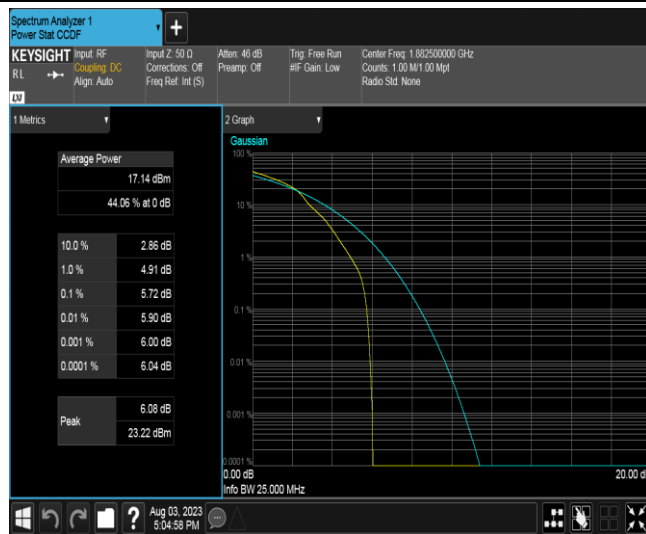 Spectrum Analyzer 1
Power Stat CCDF
KEYSIGHT
RL
LXI
Input: RF
Coupling: DC
Align: Auto
Input Z: 50 Ω
Corrections: Off
Freq Ref: Int (S)
Atten: 46 dB
Preamp: Off
Trig: Free Run
#IF Gain: Low
Center Freq: 1.882500000 GHz
Counts: 1.00 M/1.00 Mpt
Radio Std: None
1 Metrics
Average Power
17.14 dBm
44.06 % at 0 dB
10.0 % 2.86 dB
1.0 % 4.91 dB
0.1 % 5.72 dB
0.01 % 5.90 dB
0.001 % 6.00 dB
0.0001 % 6.04 dB
Peak
6.08 dB
23.22 dBm
2 Graph
Gaussian
100 %
10 %
1 %
0.1 %
0.01 %
0.001 %
0.0001 %
0.00 dB
20.00 d
Info BW 25.000 MHz
?
Aug 03, 2023
5:04:58 PM